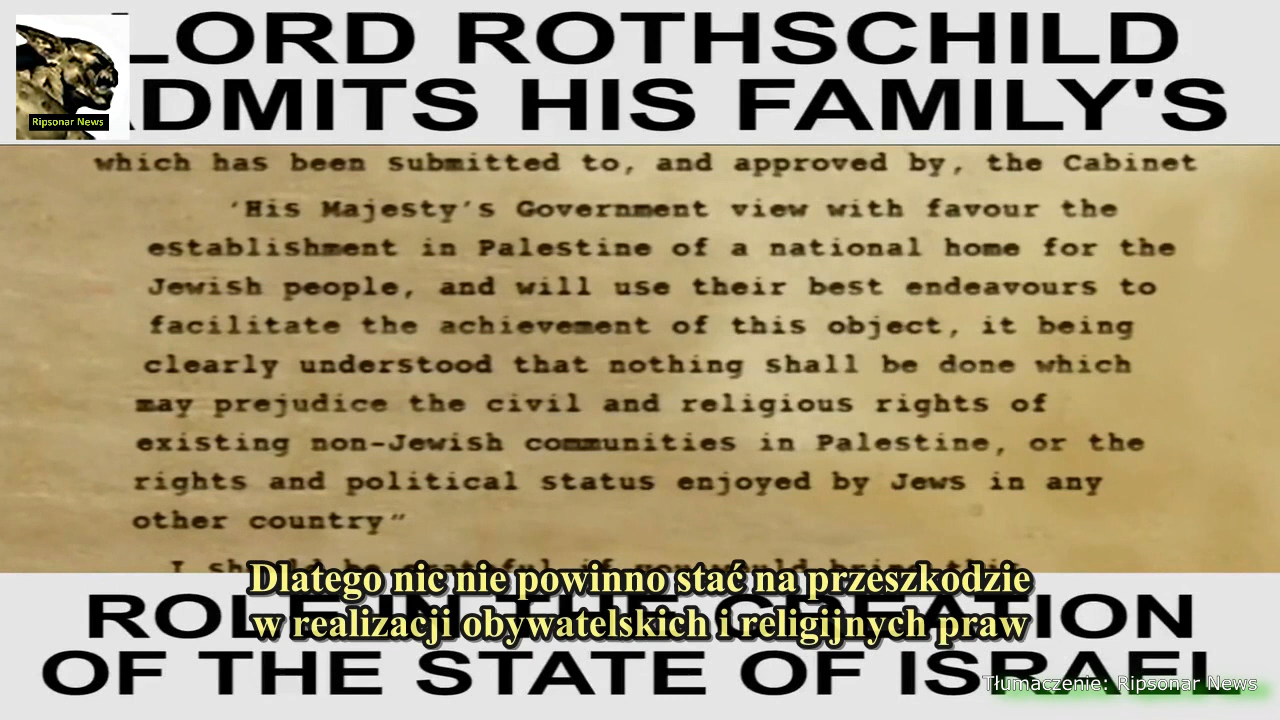 LORD ROTHSCHILD
ADMITS HIS FAMILY'S
Ripsonar News
which has been submitted to, and approved by, the Cabinet
'His Majesty's Government view with favour the
establishment in Palestine of a national home for the
Jewish people, and will use their best endeavours to
facilitate the achievement of this object, it being
clearly understood that nothing shall be done which
may prejudice the civil and religious rights of
existing non-Jewish communities in Palestine, or the
rights and political status enjoyed by Jews in any
other country”
Dlatego nic nie powinno stać na przeszkodzie
w realizacji obywatelskich i religijnych praw
ROLE IN THE CREATION
OF THE STATE OF ISRAEL
Tłumaczenie: Ripsonar News